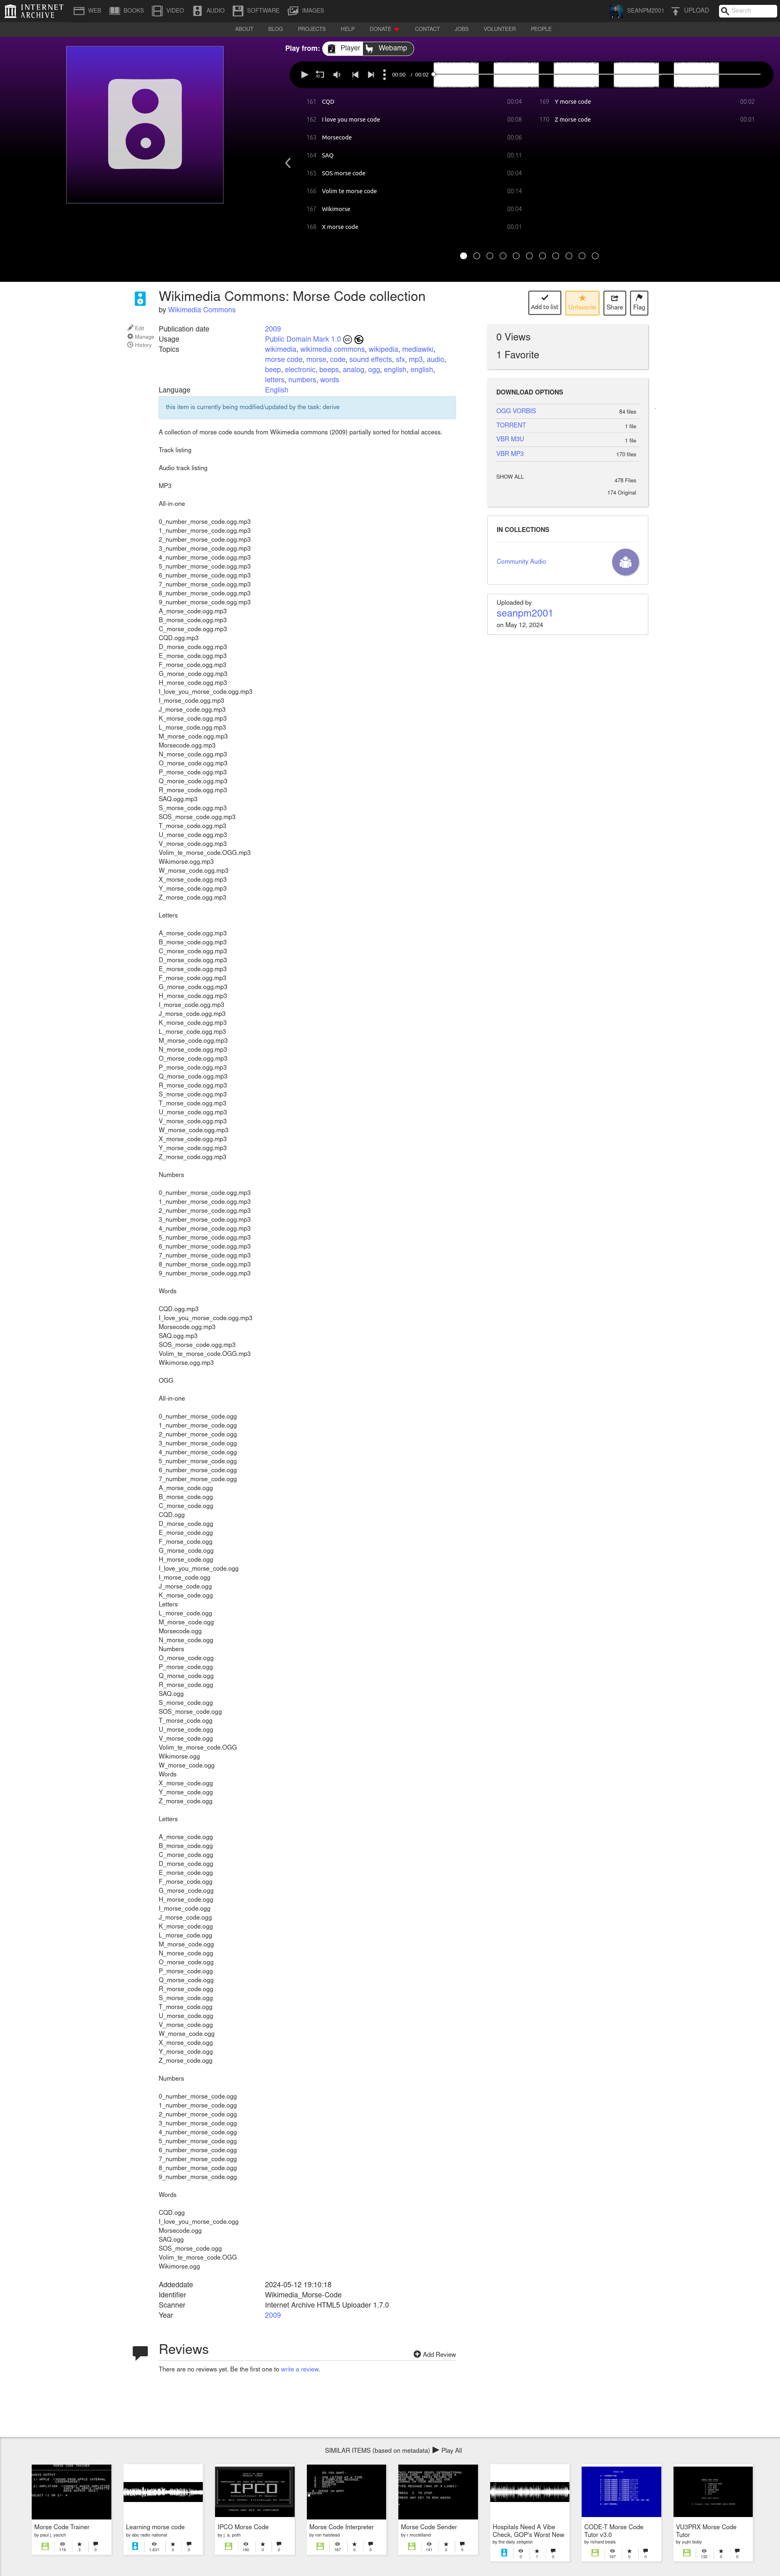 INTERNET ARCHIVE
WEB BOOKS VIDEO AUDIO SOFTWARE IMAGES SEANPM2001 UPLOAD Search
ABOUT BLOG PROJECTS HELP DONATE CONTACT JOBS VOLUNTEER PEOPLE
Play from: Player Webamp
00:00 / 00:02
161 CQD 00:04
162 I love you morse code 00:08
163 Morsecode 00:06
164 SAQ 00:11
165 SOS morse code 00:04
166 Volim te morse code 00:14
167 Wikimorse 00:04
168 X morse code 00:01
169 Y morse code 00:02
170 Z morse code 00:01
Wikimedia Commons: Morse Code collection
by Wikimedia Commons
Add to list
Unfavorite
Share
Flag
Edit
Manage
History
Publication date 2009
Usage Public Domain Mark 1.0
Topics wikimedia, wikimedia commons, wikipedia, mediawiki,
morse code, morse, code, sound effects, sfx, mp3, audio,
beep, electronic, beeps, analog, ogg, english, english,
letters, numbers, words
Language English
this item is currently being modified/updated by the task: derive
A collection of morse code sounds from Wikimedia commons (2009) partially sorted for hotdial access.
Track listing
Audio track listing
MP3
All-in-one
0_number_morse_code.ogg.mp3
1_number_morse_code.ogg.mp3
2_number_morse_code.ogg.mp3
3_number_morse_code.ogg.mp3
4_number_morse_code.ogg.mp3
5_number_morse_code.ogg.mp3
6_number_morse_code.ogg.mp3
7_number_morse_code.ogg.mp3
8_number_morse_code.ogg.mp3
9_number_morse_code.ogg.mp3
A_morse_code.ogg.mp3
B_morse_code.ogg.mp3
C_morse_code.ogg.mp3
CQD.ogg.mp3
D_morse_code.ogg.mp3
E_morse_code.ogg.mp3
F_morse_code.ogg.mp3
G_morse_code.ogg.mp3
H_morse_code.ogg.mp3
I_love_you_morse_code.ogg.mp3
I_morse_code.ogg.mp3
J_morse_code.ogg.mp3
K_morse_code.ogg.mp3
L_morse_code.ogg.mp3
M_morse_code.ogg.mp3
Morsecode.ogg.mp3
N_morse_code.ogg.mp3
O_morse_code.ogg.mp3
P_morse_code.ogg.mp3
Q_morse_code.ogg.mp3
R_morse_code.ogg.mp3
SAQ.ogg.mp3
S_morse_code.ogg.mp3
SOS_morse_code.ogg.mp3
T_morse_code.ogg.mp3
U_morse_code.ogg.mp3
V_morse_code.ogg.mp3
Volim_te_morse_code.OGG.mp3
Wikimorse.ogg.mp3
W_morse_code.ogg.mp3
X_morse_code.ogg.mp3
Y_morse_code.ogg.mp3
Z_morse_code.ogg.mp3
Letters
A_morse_code.ogg.mp3
B_morse_code.ogg.mp3
C_morse_code.ogg.mp3
D_morse_code.ogg.mp3
E_morse_code.ogg.mp3
F_morse_code.ogg.mp3
G_morse_code.ogg.mp3
H_morse_code.ogg.mp3
I_morse_code.ogg.mp3
J_morse_code.ogg.mp3
K_morse_code.ogg.mp3
L_morse_code.ogg.mp3
M_morse_code.ogg.mp3
N_morse_code.ogg.mp3
O_morse_code.ogg.mp3
P_morse_code.ogg.mp3
Q_morse_code.ogg.mp3
R_morse_code.ogg.mp3
S_morse_code.ogg.mp3
T_morse_code.ogg.mp3
U_morse_code.ogg.mp3
V_morse_code.ogg.mp3
W_morse_code.ogg.mp3
X_morse_code.ogg.mp3
Y_morse_code.ogg.mp3
Z_morse_code.ogg.mp3
Numbers
0_number_morse_code.ogg.mp3
1_number_morse_code.ogg.mp3
2_number_morse_code.ogg.mp3
3_number_morse_code.ogg.mp3
4_number_morse_code.ogg.mp3
5_number_morse_code.ogg.mp3
6_number_morse_code.ogg.mp3
7_number_morse_code.ogg.mp3
8_number_morse_code.ogg.mp3
9_number_morse_code.ogg.mp3
Words
CQD.ogg.mp3
I_love_you_morse_code.ogg.mp3
Morsecode.ogg.mp3
SAQ.ogg.mp3
SOS_morse_code.ogg.mp3
Volim_te_morse_code.OGG.mp3
Wikimorse.ogg.mp3
OGG
All-in-one
0_number_morse_code.ogg
1_number_morse_code.ogg
2_number_morse_code.ogg
3_number_morse_code.ogg
4_number_morse_code.ogg
5_number_morse_code.ogg
6_number_morse_code.ogg
7_number_morse_code.ogg
A_morse_code.ogg
B_morse_code.ogg
C_morse_code.ogg
CQD.ogg
D_morse_code.ogg
E_morse_code.ogg
F_morse_code.ogg
G_morse_code.ogg
H_morse_code.ogg
I_love_you_morse_code.ogg
I_morse_code.ogg
J_morse_code.ogg
K_morse_code.ogg
Letters
L_morse_code.ogg
M_morse_code.ogg
Morsecode.ogg
N_morse_code.ogg
Numbers
O_morse_code.ogg
P_morse_code.ogg
Q_morse_code.ogg
R_morse_code.ogg
SAQ.ogg
S_morse_code.ogg
SOS_morse_code.ogg
T_morse_code.ogg
U_morse_code.ogg
V_morse_code.ogg
Volim_te_morse_code.OGG
Wikimorse.ogg
W_morse_code.ogg
Words
X_morse_code.ogg
Y_morse_code.ogg
Z_morse_code.ogg
Letters
A_morse_code.ogg
B_morse_code.ogg
C_morse_code.ogg
D_morse_code.ogg
E_morse_code.ogg
F_morse_code.ogg
G_morse_code.ogg
H_morse_code.ogg
I_morse_code.ogg
J_morse_code.ogg
K_morse_code.ogg
L_morse_code.ogg
M_morse_code.ogg
N_morse_code.ogg
O_morse_code.ogg
P_morse_code.ogg
Q_morse_code.ogg
R_morse_code.ogg
S_morse_code.ogg
T_morse_code.ogg
U_morse_code.ogg
V_morse_code.ogg
W_morse_code.ogg
X_morse_code.ogg
Y_morse_code.ogg
Z_morse_code.ogg
Numbers
0_number_morse_code.ogg
1_number_morse_code.ogg
2_number_morse_code.ogg
3_number_morse_code.ogg
4_number_morse_code.ogg
5_number_morse_code.ogg
6_number_morse_code.ogg
7_number_morse_code.ogg
8_number_morse_code.ogg
9_number_morse_code.ogg
Words
CQD.ogg
I_love_you_morse_code.ogg
Morsecode.ogg
SAQ.ogg
SOS_morse_code.ogg
Volim_te_morse_code.OGG
Wikimorse.ogg
Addeddate 2024-05-12 19:10:18
Identifier Wikimedia_Morse-Code
Scanner Internet Archive HTML5 Uploader 1.7.0
Year 2009
0 Views
1 Favorite
DOWNLOAD OPTIONS
OGG VORBIS 84 files
TORRENT 1 file
VBR M3U 1 file
VBR MP3 170 files
SHOW ALL 478 Files
174 Original
IN COLLECTIONS
Community Audio
Uploaded by
seanpm2001
on May 12, 2024
Reviews
Add Review
There are no reviews yet. Be the first one to write a review.
SIMILAR ITEMS (based on metadata) Play All
IPCO
Morse Code Trainer
by paul j. yavich
Learning morse code
by abc radio national
IPCO Morse Code
by j. a. poth
Morse Code Interpreter
by ron halstead
Morse Code Sender
by r mcclelland
Hospitals Need A Vibe
Check, GOP's Worst New
by the daily zeitgeist
CODE-T Morse Code
Tutor v3.0
by richard beals
VU3PRX Morse Code
Tutor
by pujin boby